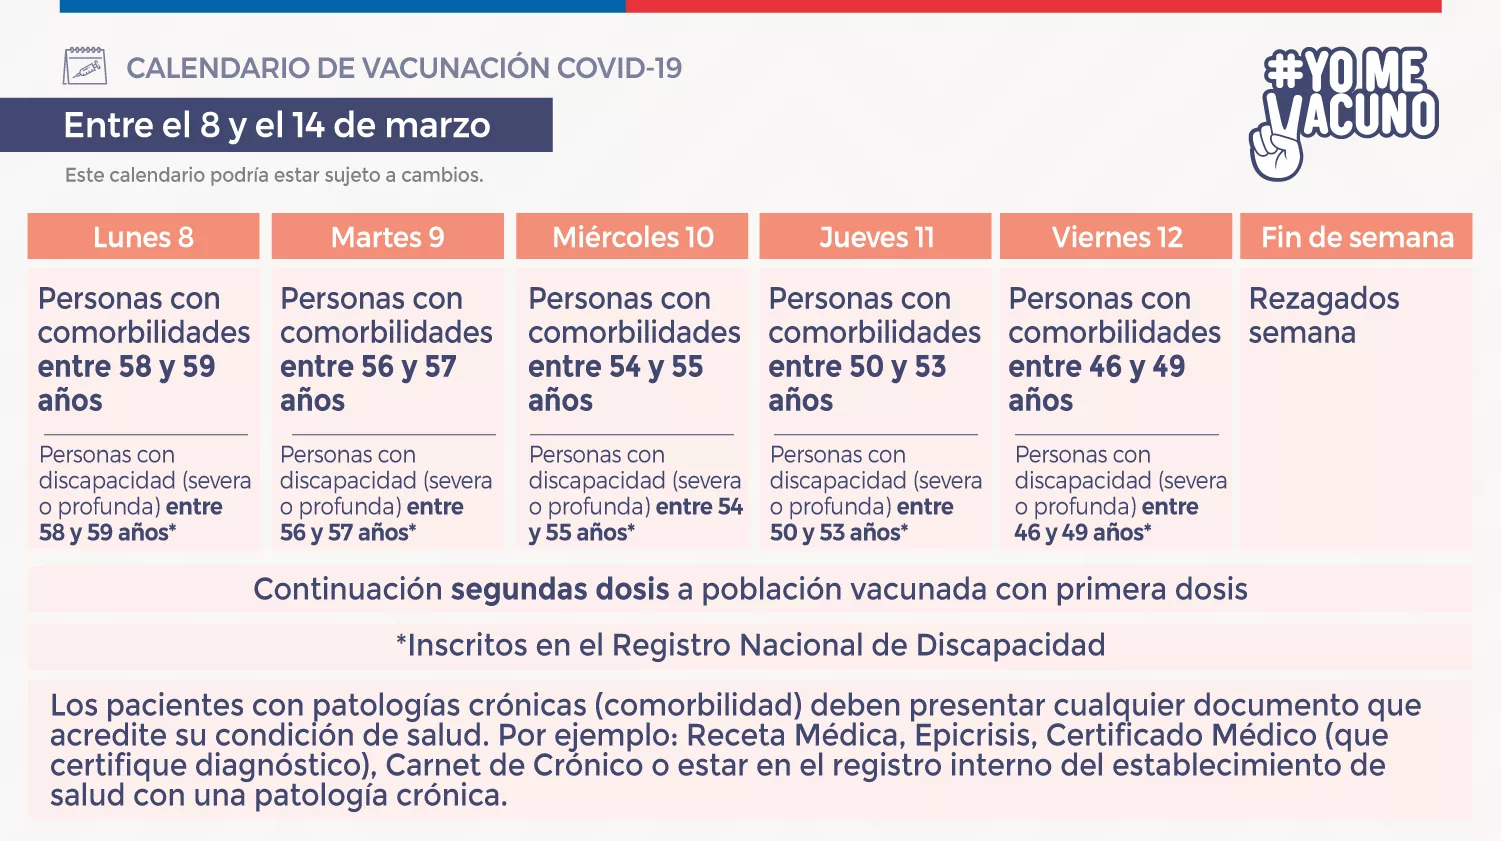 CALENDARIO DE VACUNACIÓN COVID-19
Entre el 8 y el 14 de marzo
Este calendario podría estar sujeto a cambios.
#YO ME
VACUNO
Lunes 8
Personas con
comorbilidades
entre 58 y 59
años
Personas con
discapacidad (severa
o profunda) entre
58 y 59 años*
Martes 9
Personas con
comorbilidades
entre 56 y 57
años
Personas con
discapacidad (severa
o profunda) entre
56 y 57 años*
Miércoles 10
Personas con
comorbilidades
entre 54 y 55
años
Personas con
discapacidad (severa
o profunda) entre 54
y 55 años*
Jueves 11
Personas con
comorbilidades
entre 50 y 53
años
Personas con
discapacidad (severa
o profunda) entre
50 y 53 años*
Viernes 12
Personas con
comorbilidades
entre 46 y 49
años
Personas con
discapacidad (severa
o profunda) entre
46 y 49 años*
Fin de semana
Rezagados
semana
Continuación segundas dosis a población vacunada con primera dosis
*Inscritos en el Registro Nacional de Discapacidad
Los pacientes con patologías crónicas (comorbilidad) deben presentar cualquier documento que
acredite su condición de salud. Por ejemplo: Receta Médica, Epicrisis, Certificado Médico (que
certifique diagnóstico), Carnet de Crónico o estar en el registro interno del establecimiento de
salud con una patología crónica.